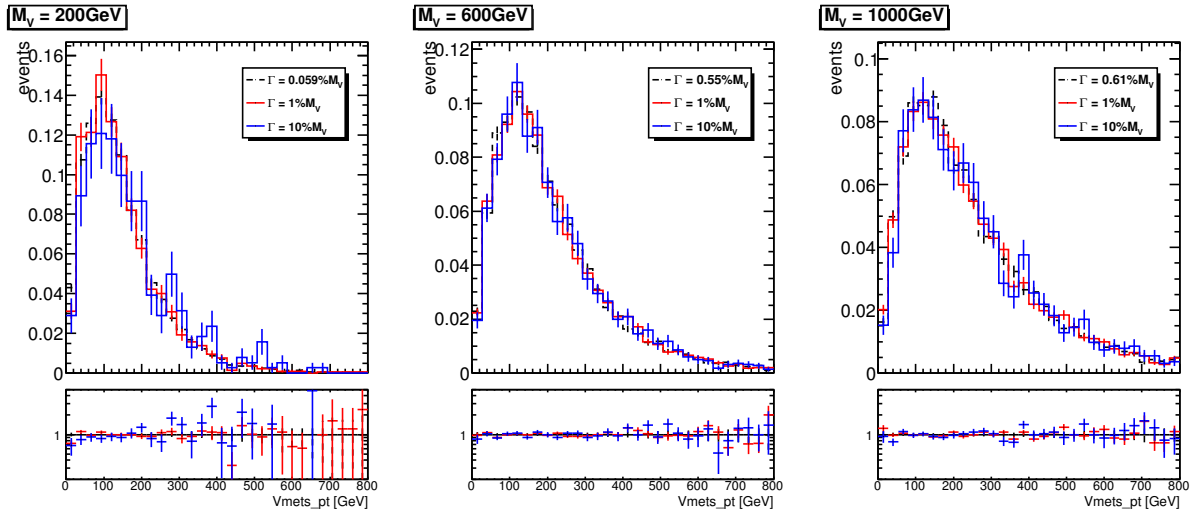 M_V = 200GeV
events
0.16
0.14
0.12
0.1
0.08
0.06
0.04
0.02
0
Γ = 0.059%M_V
Γ = 1%M_V
Γ = 10%M_V
1
0 100 200 300 400 500 600 700 800
Vmets_pt [GeV]
M_V = 600GeV
events
0.12
0.1
0.08
0.06
0.04
0.02
0
Γ = 0.55%M_V
Γ = 1%M_V
Γ = 10%M_V
1
0 100 200 300 400 500 600 700 800
Vmets_pt [GeV]
M_V = 1000GeV
events
0.1
0.08
0.06
0.04
0.02
0
Γ = 0.61%M_V
Γ = 1%M_V
Γ = 10%M_V
1
0 100 200 300 400 500 600 700 800
Vmets_pt [GeV]